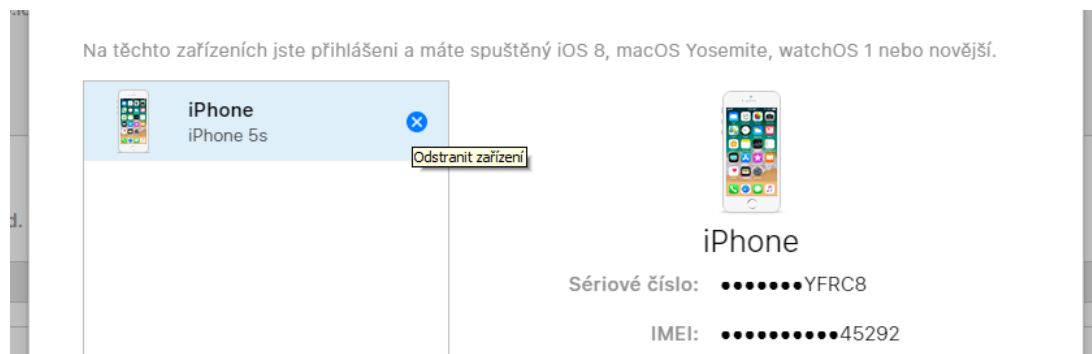 Na těchto zařízeních jste přihlášeni a máte spuštěný iOS 8, macOS Yosemite, watchOS 1 nebo novější.
iPhone
iPhone 5s
Odstranit zařízení
d.
iPhone
Sériové číslo: ●●●●●●●YFRC8
IMEI: ●●●●●●●●●●45292